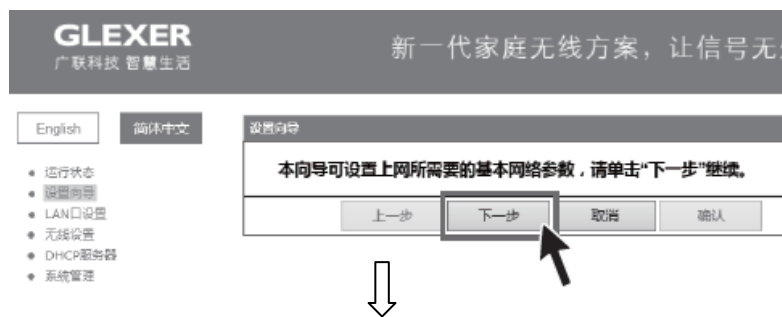 GLEXER
广联科技 智慧生活
新一代家庭无线方案，让信号无
English
简体中文
运行状态
设置向导
LAN口设置
无线设置
DHCP服务器
系统管理
设置向导
本向导可设置上网所需要的基本网络参数，请单击“下一步”继续。
上一步 下一步 取消 确认